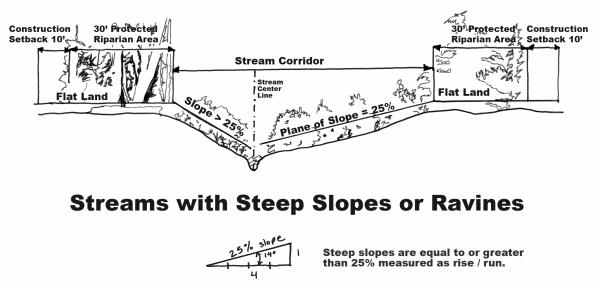 Construction
Setback 10'
30' Protected
Riparian Area
30' Protected
Riparian Area
Construction
Setback 10'
Stream Corridor
Stream
Center
Line
Flat Land
Flat Land
Slope > 25%
Plane of Slope = 25%
Streams with Steep Slopes or Ravines
25% slope
14°
1
4
Steep slopes are equal to or greater
than 25% measured as rise / run.